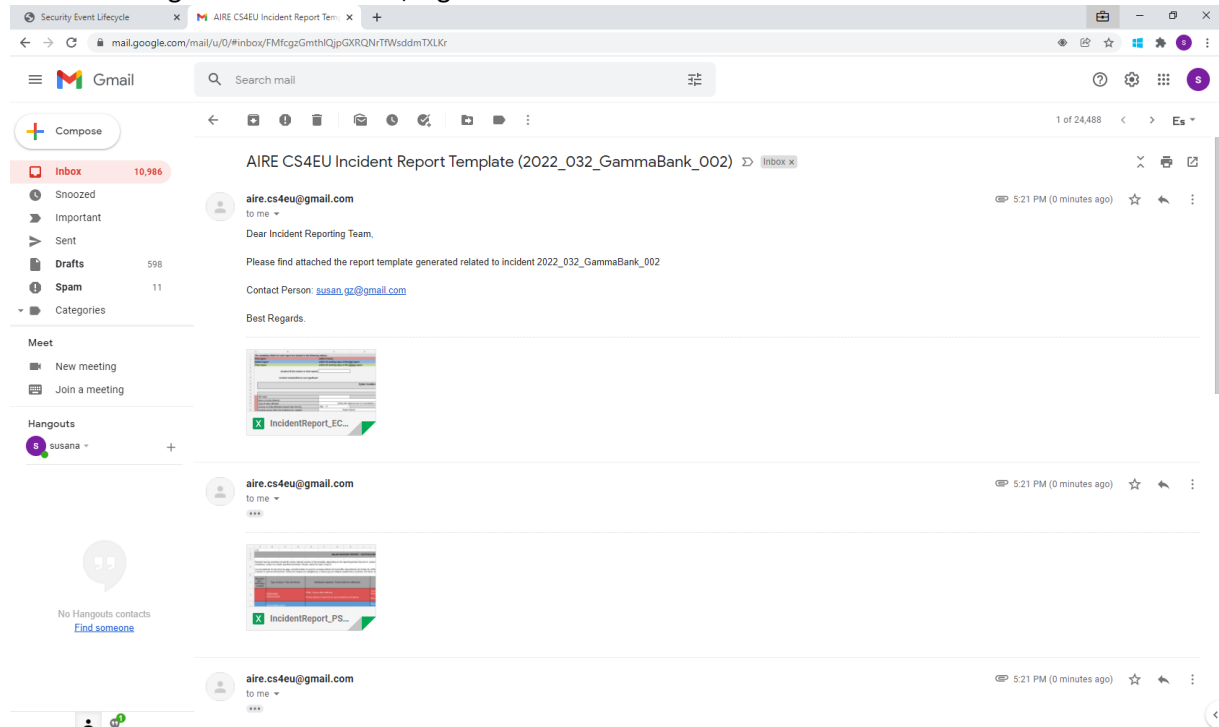 Security Event Lifecycle
AIRE CS4EU Incident Report Tem
mail.google.com/mail/u/0/#inbox/FMfcgzGmthlQjpGXRQNrTfWsddmTXLKr
Gmail
Search mail
Compose
1 of 24,488
Es
Inbox 10,986
Snoozed
Important
Sent
Drafts 598
Spam 11
Categories
Meet
New meeting
Join a meeting
Hangouts
susana
No Hangouts contacts
Find someone
AIRE CS4EU Incident Report Template (2022_032_GammaBank_002) Inbox x
aire.cs4eu@gmail.com 5:21 PM (0 minutes ago)
to me
Dear Incident Reporting Team,
Please find attached the report template generated related to incident 2022_032_GammaBank_002
Contact Person: susan.gz@gmail.com
Best Regards.
IncidentReport_EC...
aire.cs4eu@gmail.com 5:21 PM (0 minutes ago)
to me
IncidentReport_PS...
aire.cs4eu@gmail.com 5:21 PM (0 minutes ago)
to me